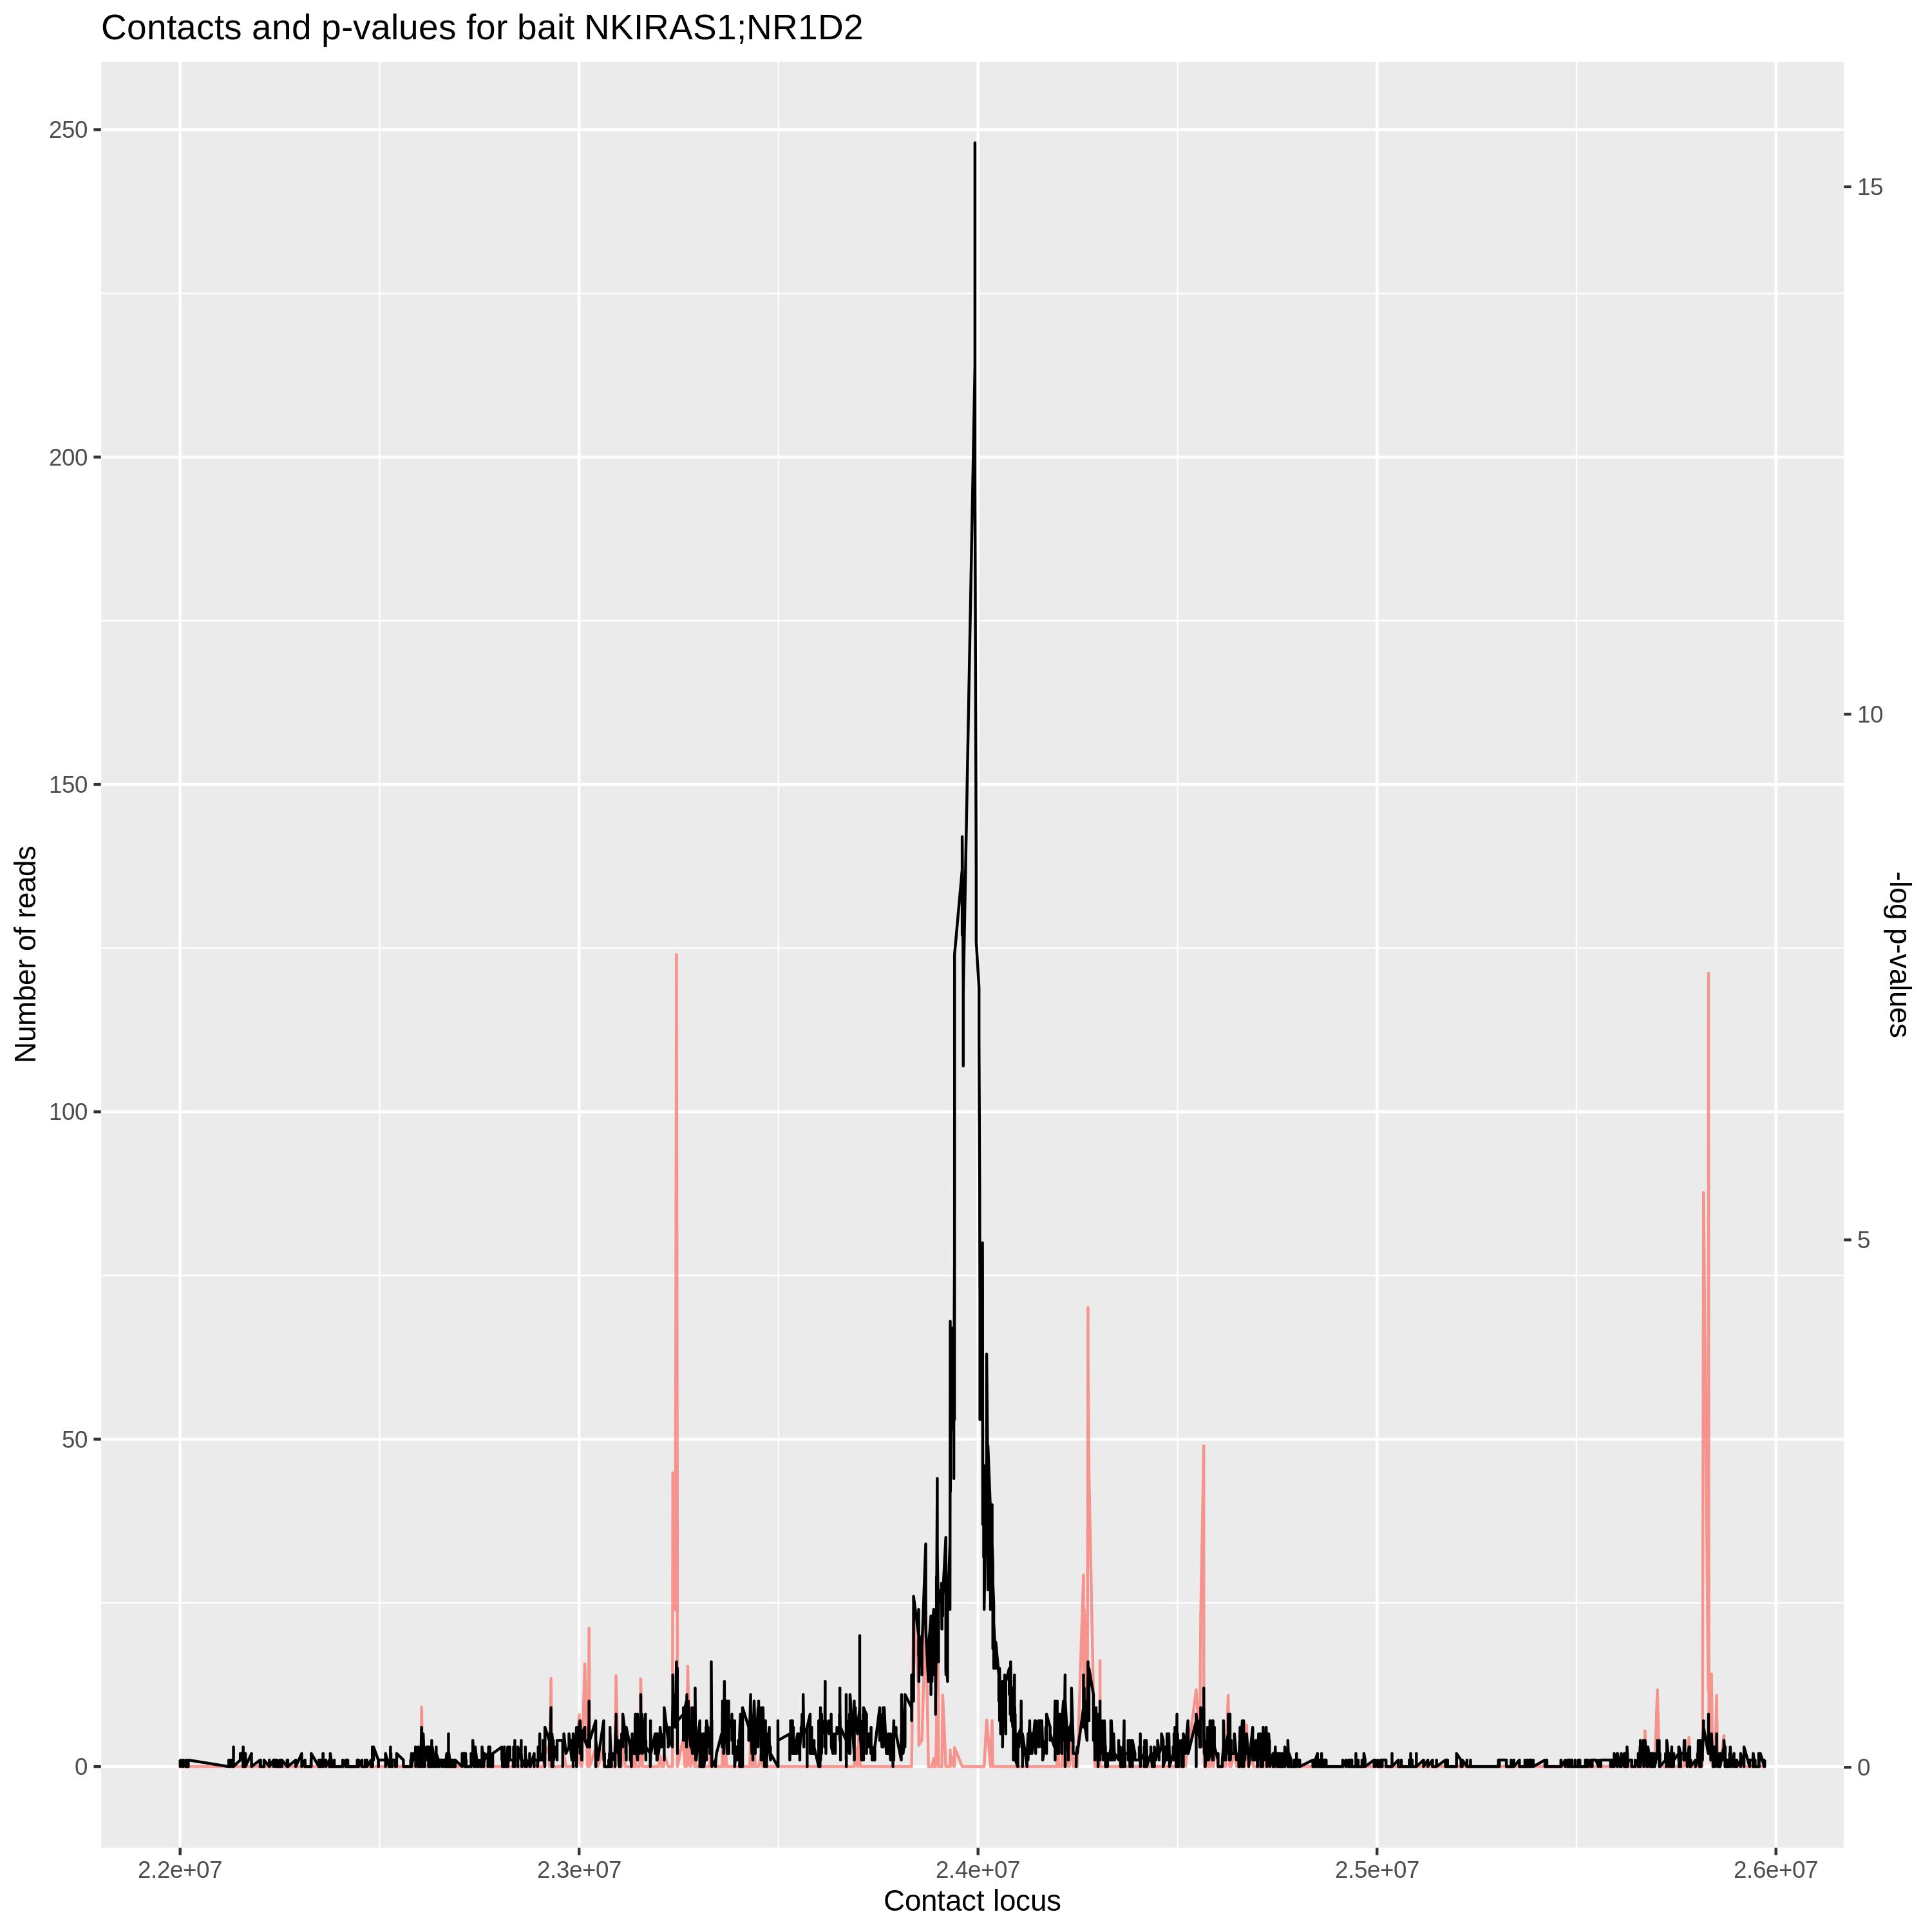 Contacts and p-values for bait NKIRAS1;NR1D2
250
200
150
100
50
0
Number of reads
15
10
5
0
-log p-values
2.2e+07
2.3e+07
2.4e+07
2.5e+07
2.6e+07
Contact locus